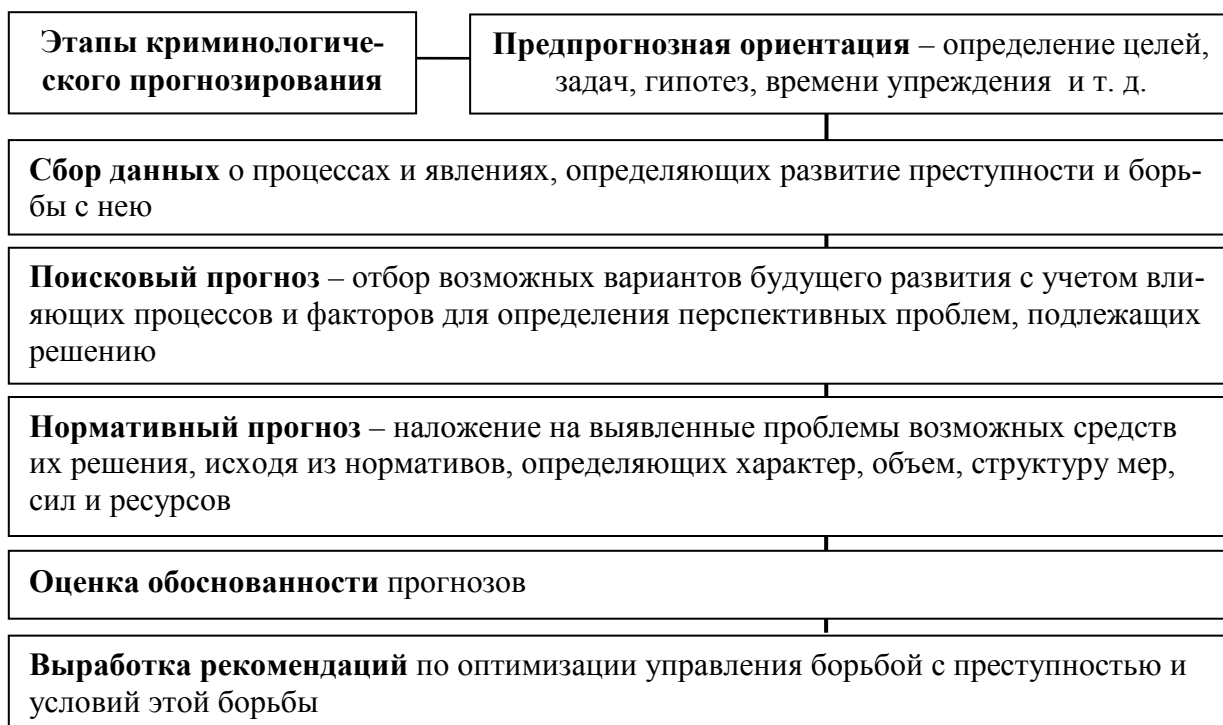 Этапы криминологиче-
ского прогнозирования
Предпрогнозная ориентация – определение целей,
задач, гипотез, времени упреждения и т. д.
Сбор данных о процессах и явлениях, определяющих развитие преступности и борь-
бы с нею
Поисковый прогноз – отбор возможных вариантов будущего развития с учетом вли-
яющих процессов и факторов для определения перспективных проблем, подлежащих
решению
Нормативный прогноз – наложение на выявленные проблемы возможных средств
их решения, исходя из нормативов, определяющих характер, объем, структуру мер,
сил и ресурсов
Оценка обоснованности прогнозов
Выработка рекомендаций по оптимизации управления борьбой с преступностью и
условий этой борьбы